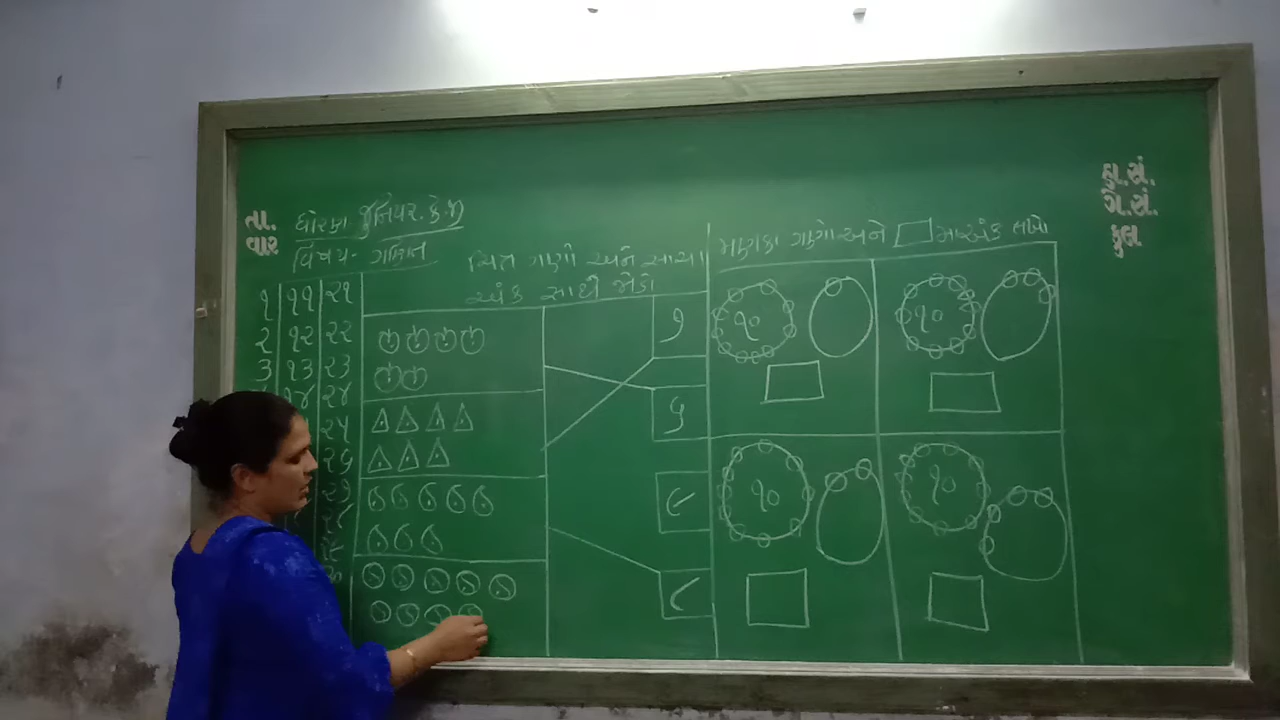 તા.
વાર
ધોરણ જુનિયર. કે.જી
વિષય- ગણિત
ચિત્ર ગણો અને સાચા
અંક સાથે જોડો
મણકા ગણો અને માં અંક લખો
હા.સં.
ગે.સં.
કુલ
૧ ૧૧ ૨૧
૨ ૧૨ ૨૨
૩ ૧૩ ૨૩
૧૪ ૨૪
૨૫
૨૬
૭
૬
૯
૮
૧૦
૧૦
૧૦
૧૦